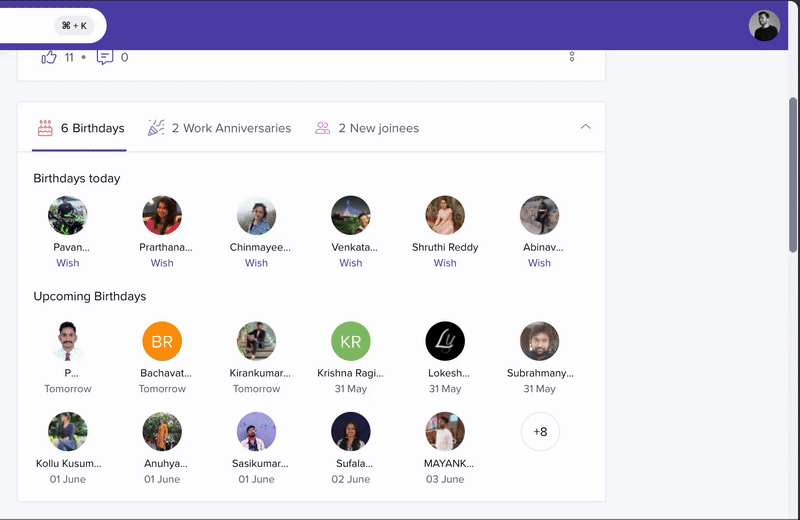 ⌘ + K
11 • 0
6 Birthdays 2 Work Anniversaries 2 New joinees
Birthdays today
Pavan... Prarthana... Chinmayee... Venkata... Shruthi Reddy Abinav...
Wish Wish Wish Wish Wish Wish
Upcoming Birthdays
BR KR Ly
P... Bachavat... Kirankumar... Krishna Ragi... Lokesh... Subrahmany...
Tomorrow Tomorrow Tomorrow 31 May 31 May 31 May
+8
Kollu Kusum... Anuhya... Sasikumar... Sufala... MAYANK...
01 June 01 June 01 June 02 June 03 June